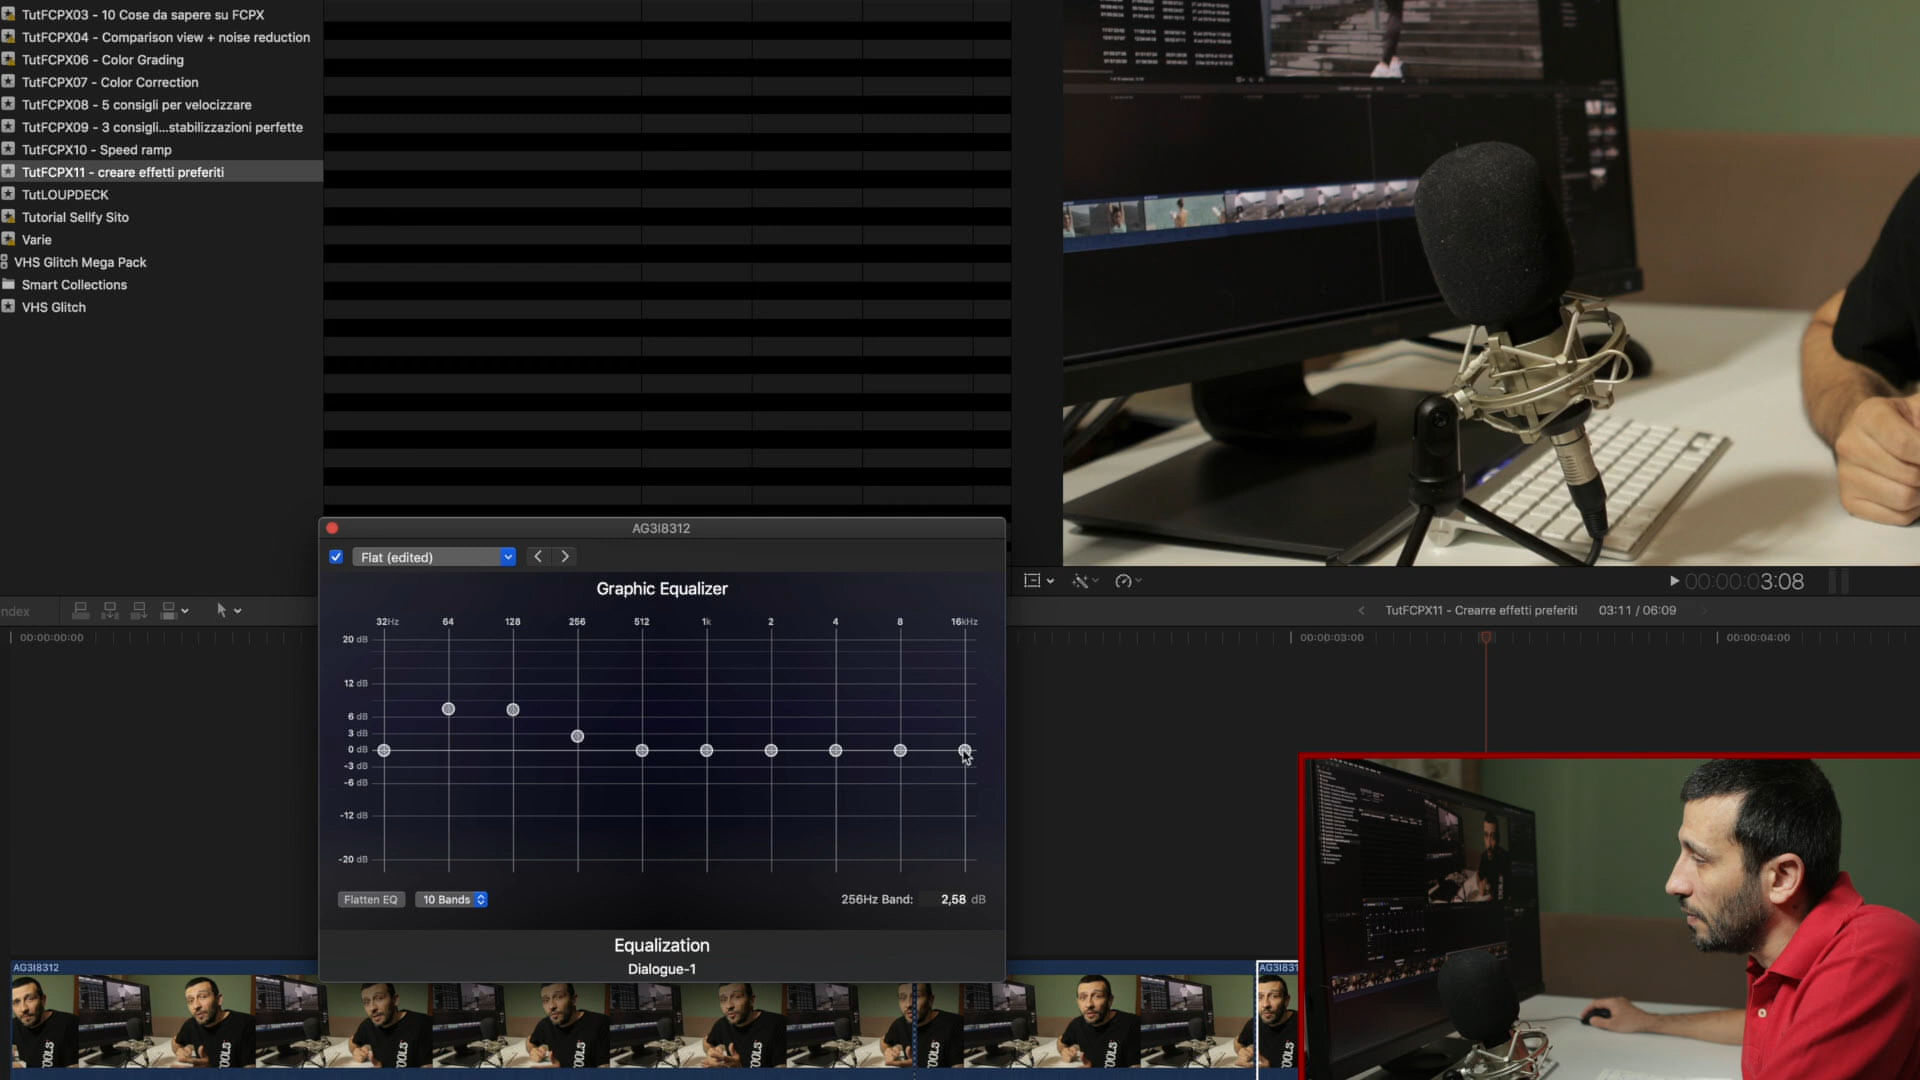 TutFCPX03 - 10 Cose da sapere su FCPX
TutFCPX04 - Comparison view + noise reduction
TutFCPX06 - Color Grading
TutFCPX07 - Color Correction
TutFCPX08 - 5 consigli per velocizzare
TutFCPX09 - 3 consigli...stabilizzazioni perfette
TutFCPX10 - Speed ramp
TutFCPX11 - creare effetti preferiti
TutLOUPDECK
Tutorial Sellfy Sito
Varie
VHS Glitch Mega Pack
Smart Collections
VHS Glitch
00:00:03:08
ndex
TutFCPX11 - Crearre effetti preferiti
03:11 / 06:09
00:00:00:00
00:00:03:00
00:00:04:00
AG3I8312
Flat (edited)
Graphic Equalizer
32Hz 64 128 256 512 1k 2 4 8 16kHz
20 dB
12 dB
6 dB
3 dB
0 dB
-3 dB
-6 dB
-12 dB
-20 dB
Flatten EQ
10 Bands
256Hz Band: 2,58 dB
Equalization
Dialogue-1
AG3I8312
AG3I831